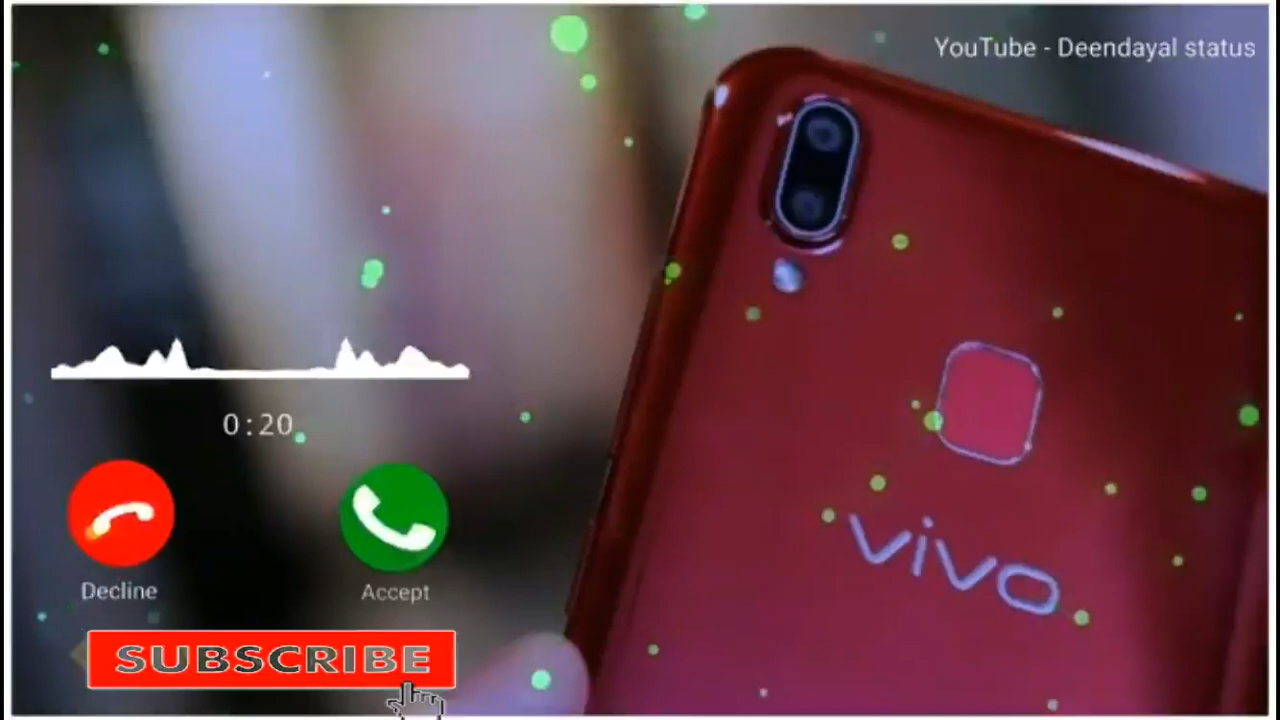 YouTube - Deendayal status
0:20
vivo
Decline
Accept
SUBSCRIBE